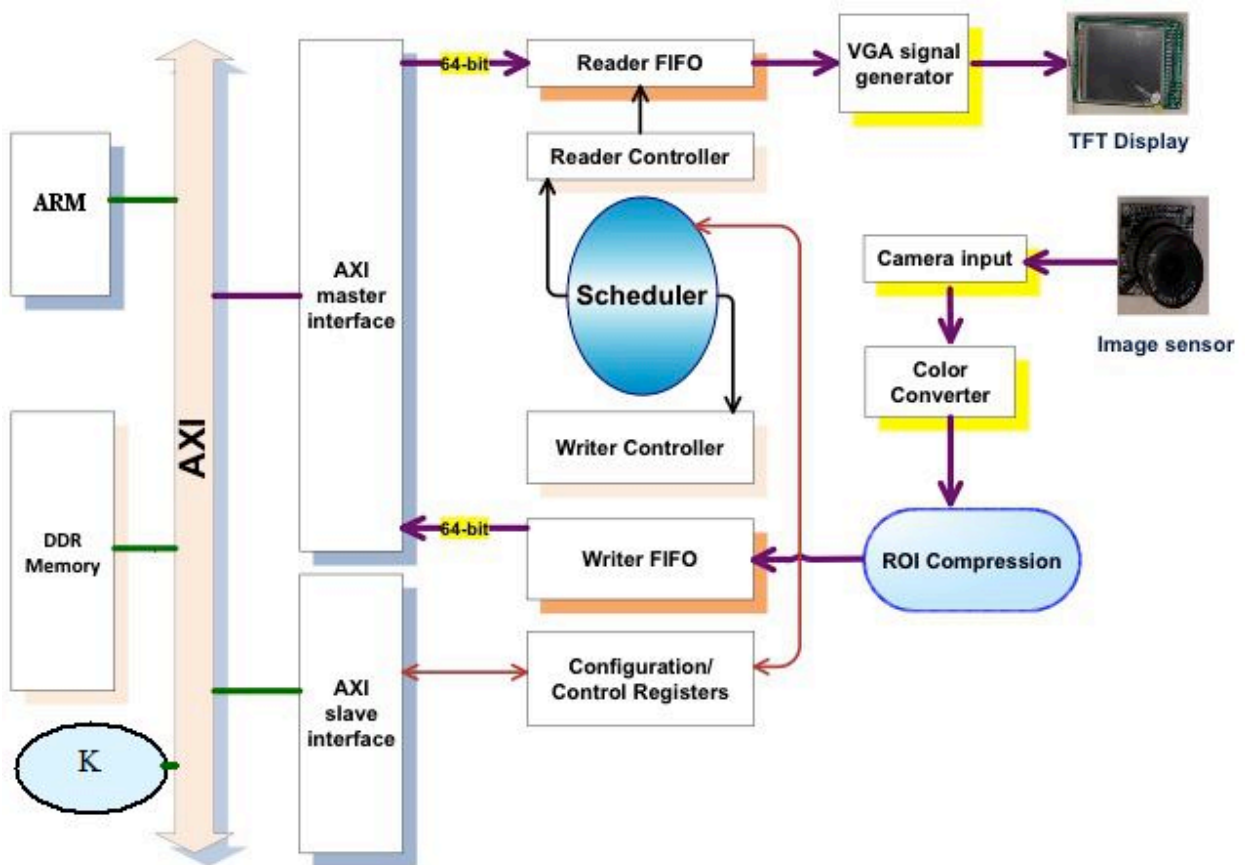 64-bit
Reader FIFO
VGA signal
generator
TFT Display
Reader Controller
ARM
AXI
master
interface
Scheduler
Camera input
Image sensor
Color
Converter
AXI
Writer Controller
DDR
Memory
64-bit
Writer FIFO
ROI Compression
Configuration/
Control Registers
AXI
slave
interface
K